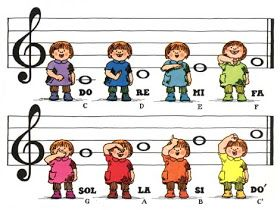 DO RE MI FA
C D E F
SOL LA SI DO'
G A B C'